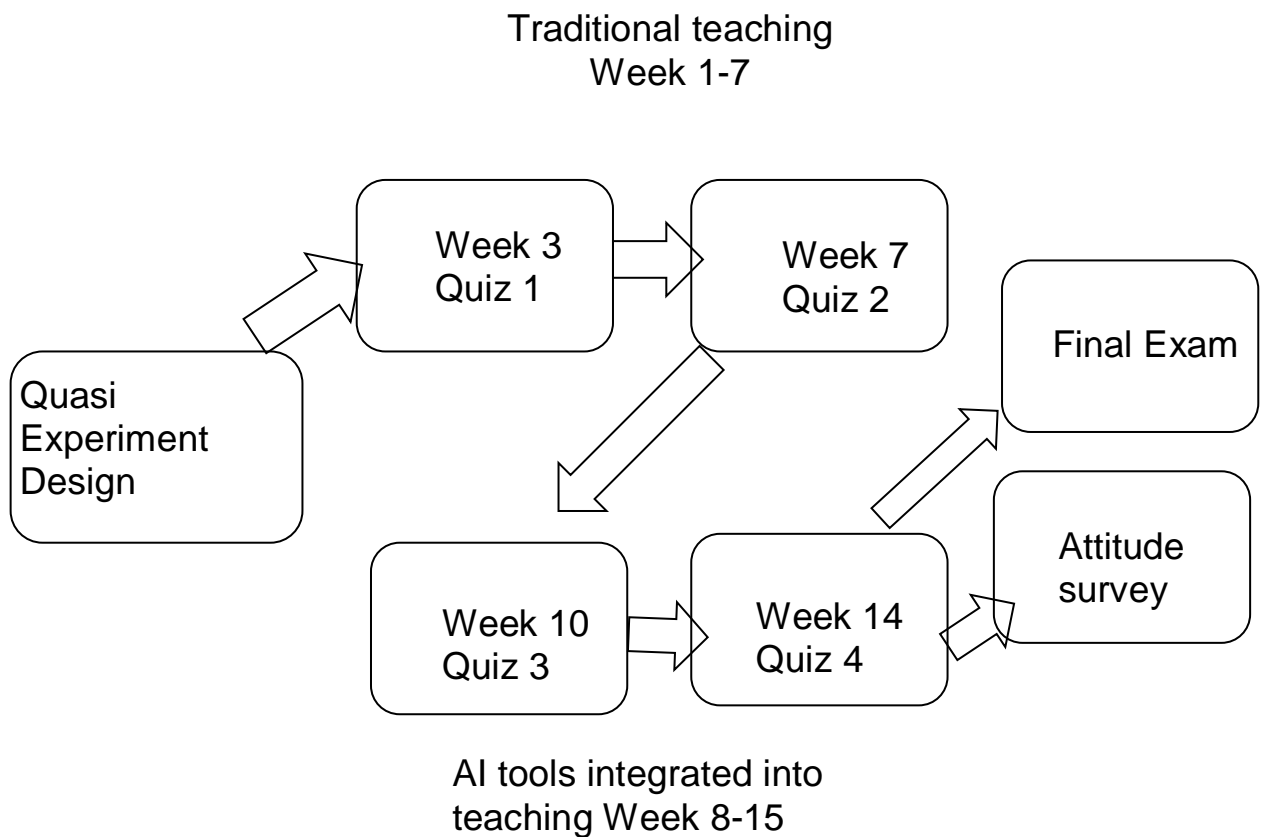 Traditional teaching
Week 1-7
Quasi
Experiment
Design
Week 3
Quiz 1
Week 7
Quiz 2
Week 10
Quiz 3
Week 14
Quiz 4
Final Exam
Attitude
survey
AI tools integrated into
teaching Week 8-15